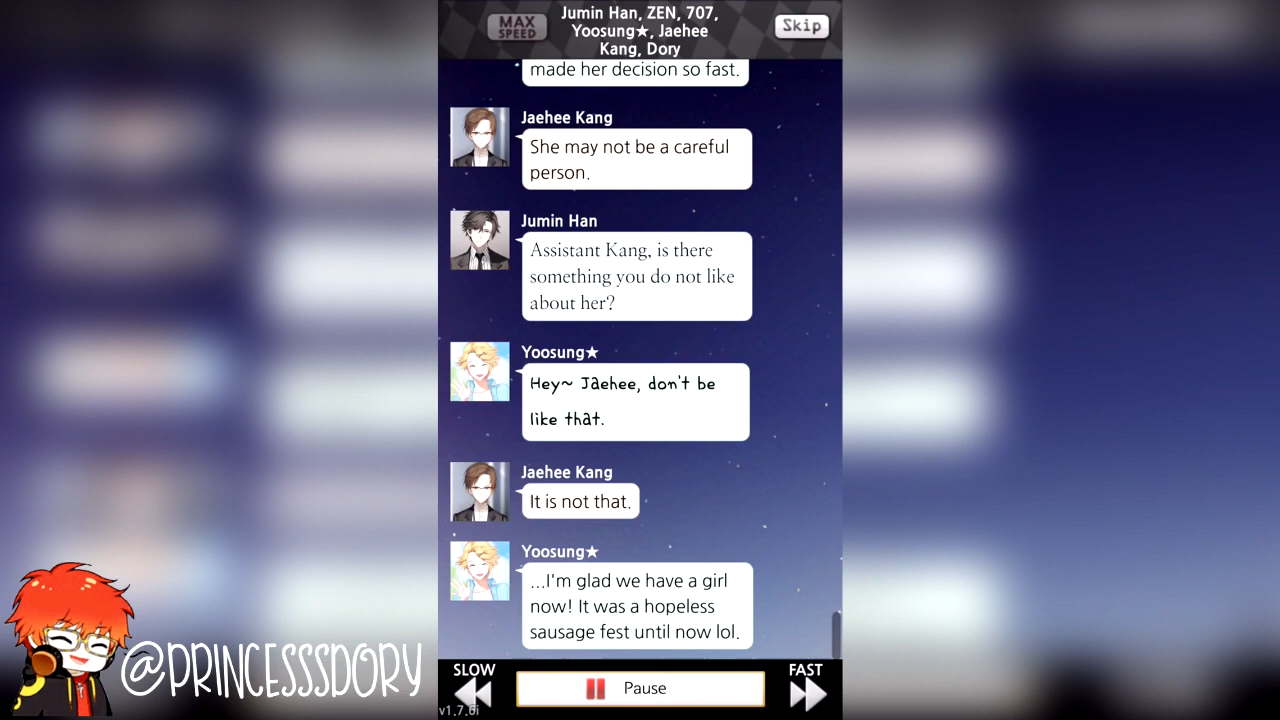 MAX
SPEED
Jumin Han, ZEN, 707,
Yoosung★, Jaehee
Kang, Dory
Skip
made her decision so fast.
Jaehee Kang
She may not be a careful
person.
Jumin Han
Assistant Kang, is there
something you do not like
about her?
Yoosung★
Hey~ Jaehee, don't be
like that.
Jaehee Kang
It is not that.
Yoosung★
...I'm glad we have a girl
now! It was a hopeless
sausage fest until now lol.
SLOW
Pause
FAST
v1.7.6i
@PRINCESSSDORY